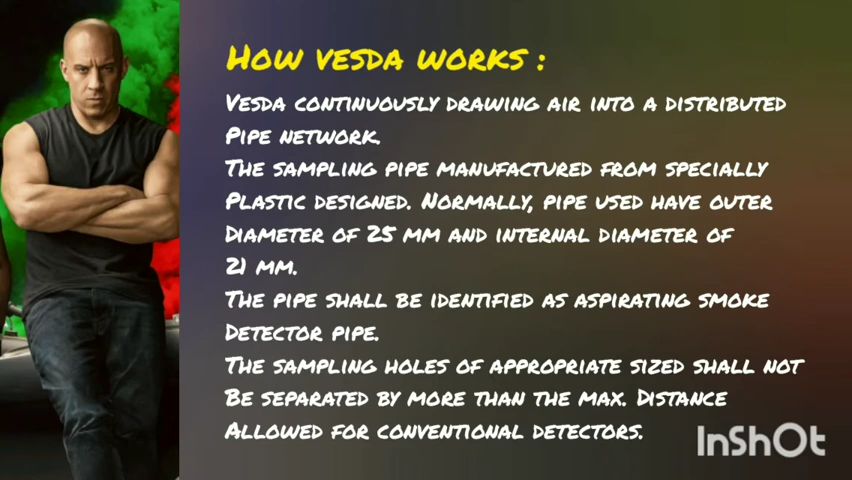 How VESDA works :
VESDA continuously drawing air into a distributed
Pipe network.
The sampling pipe manufactured from specially
Plastic designed. Normally, pipe used have outer
Diameter of 25 mm and internal diameter of
21 mm.
The pipe shall be identified as aspirating smoke
Detector pipe.
The sampling holes of appropriate sized shall not
Be separated by more than the max. Distance
Allowed for conventional detectors.
InShOt